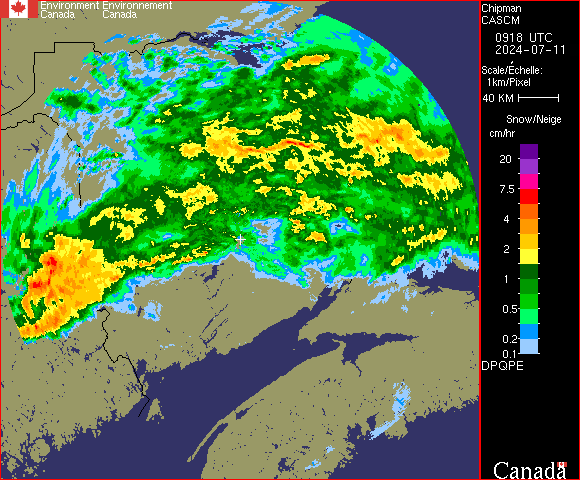 Environment Environnement
Canada Canada
Chipman
CASCM
0918 UTC
2024-07-11
Scale/Échelle:
1km/Pixel
40 KM
Snow/Neige
cm/hr
20
7.5
4
2
1
0.5
0.2
0.1
DPQPE
Canada